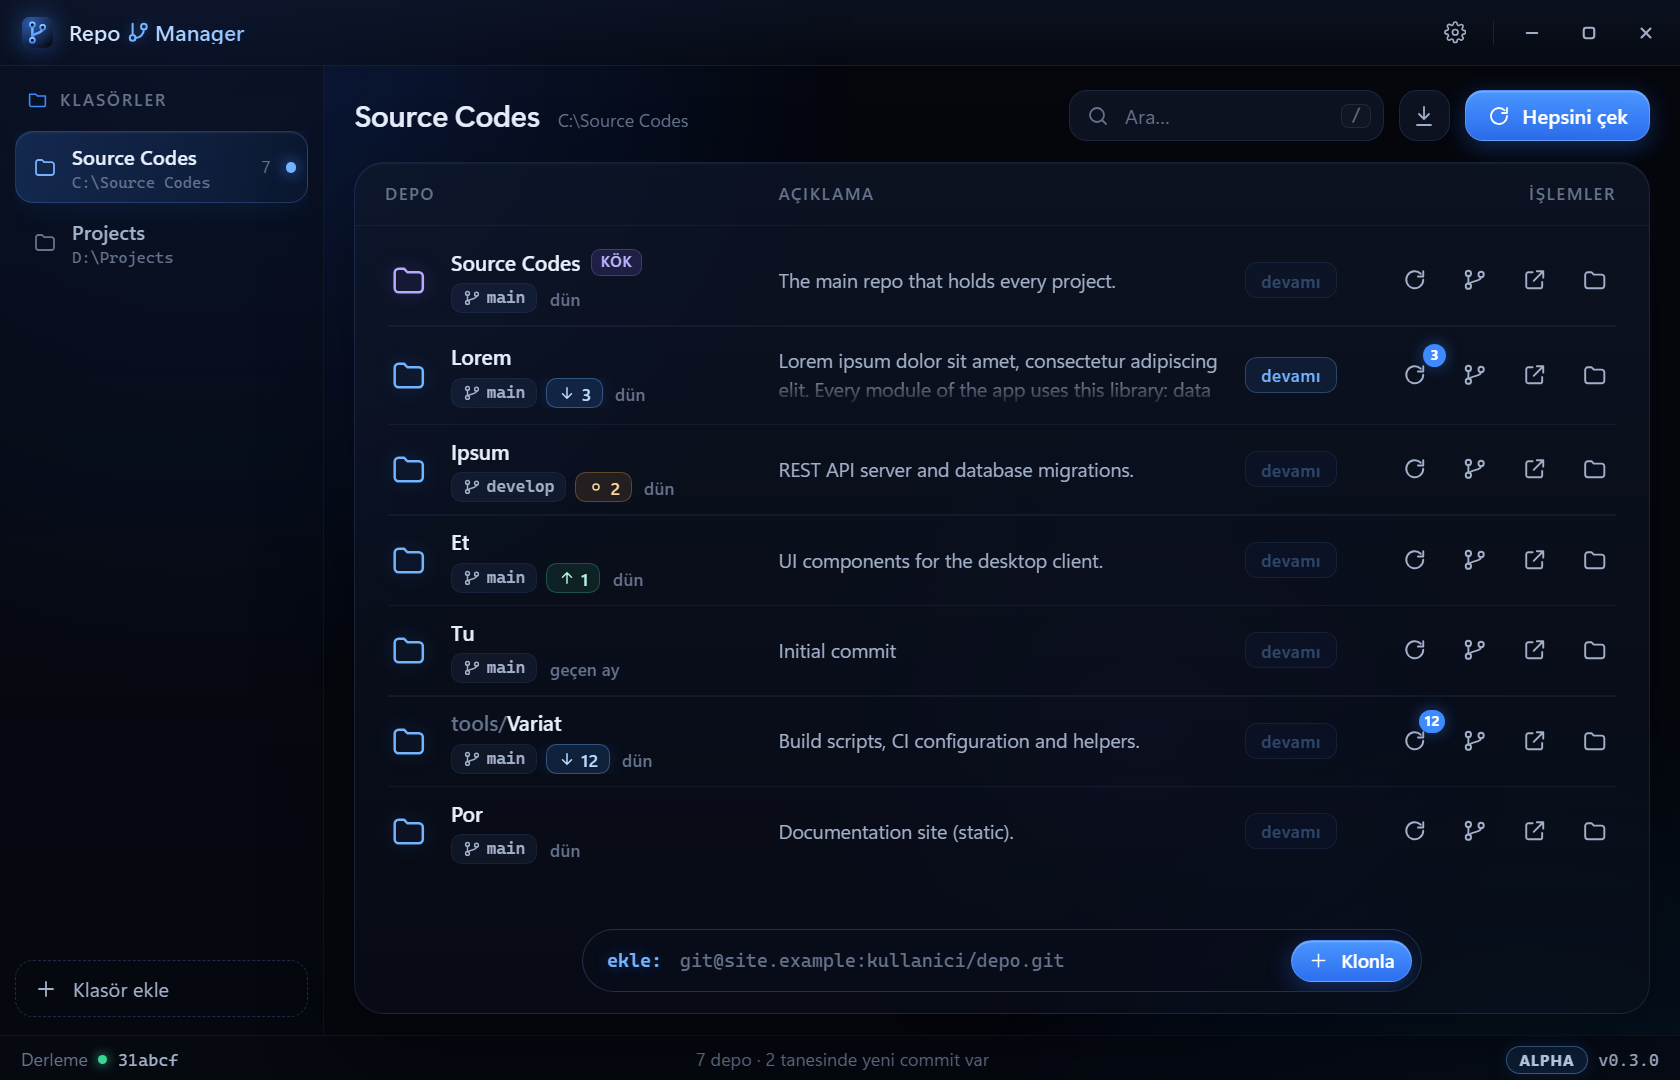 Repo Manager
KLASÖRLER
Source Codes
C:\Source Codes
7
Projects
D:\Projects
Klasör ekle
Source Codes C:\Source Codes
Ara... /
Hepsini çek
DEPO AÇIKLAMA İŞLEMLER
Source Codes KÖK
main dün
The main repo that holds every project.
devamı
Lorem
main 3 dün
Lorem ipsum dolor sit amet, consectetur adipiscing
elit. Every module of the app uses this library: data
devamı
3
Ipsum
develop 2 dün
REST API server and database migrations.
devamı
Et
main 1 dün
UI components for the desktop client.
devamı
Tu
main geçen ay
Initial commit
devamı
tools/Variat
main 12 dün
Build scripts, CI configuration and helpers.
devamı
12
Por
main dün
Documentation site (static).
devamı
ekle: git@site.example:kullanici/depo.git
Klonla
Derleme 31abcf
7 depo · 2 tanesinde yeni commit var
ALPHA v0.3.0